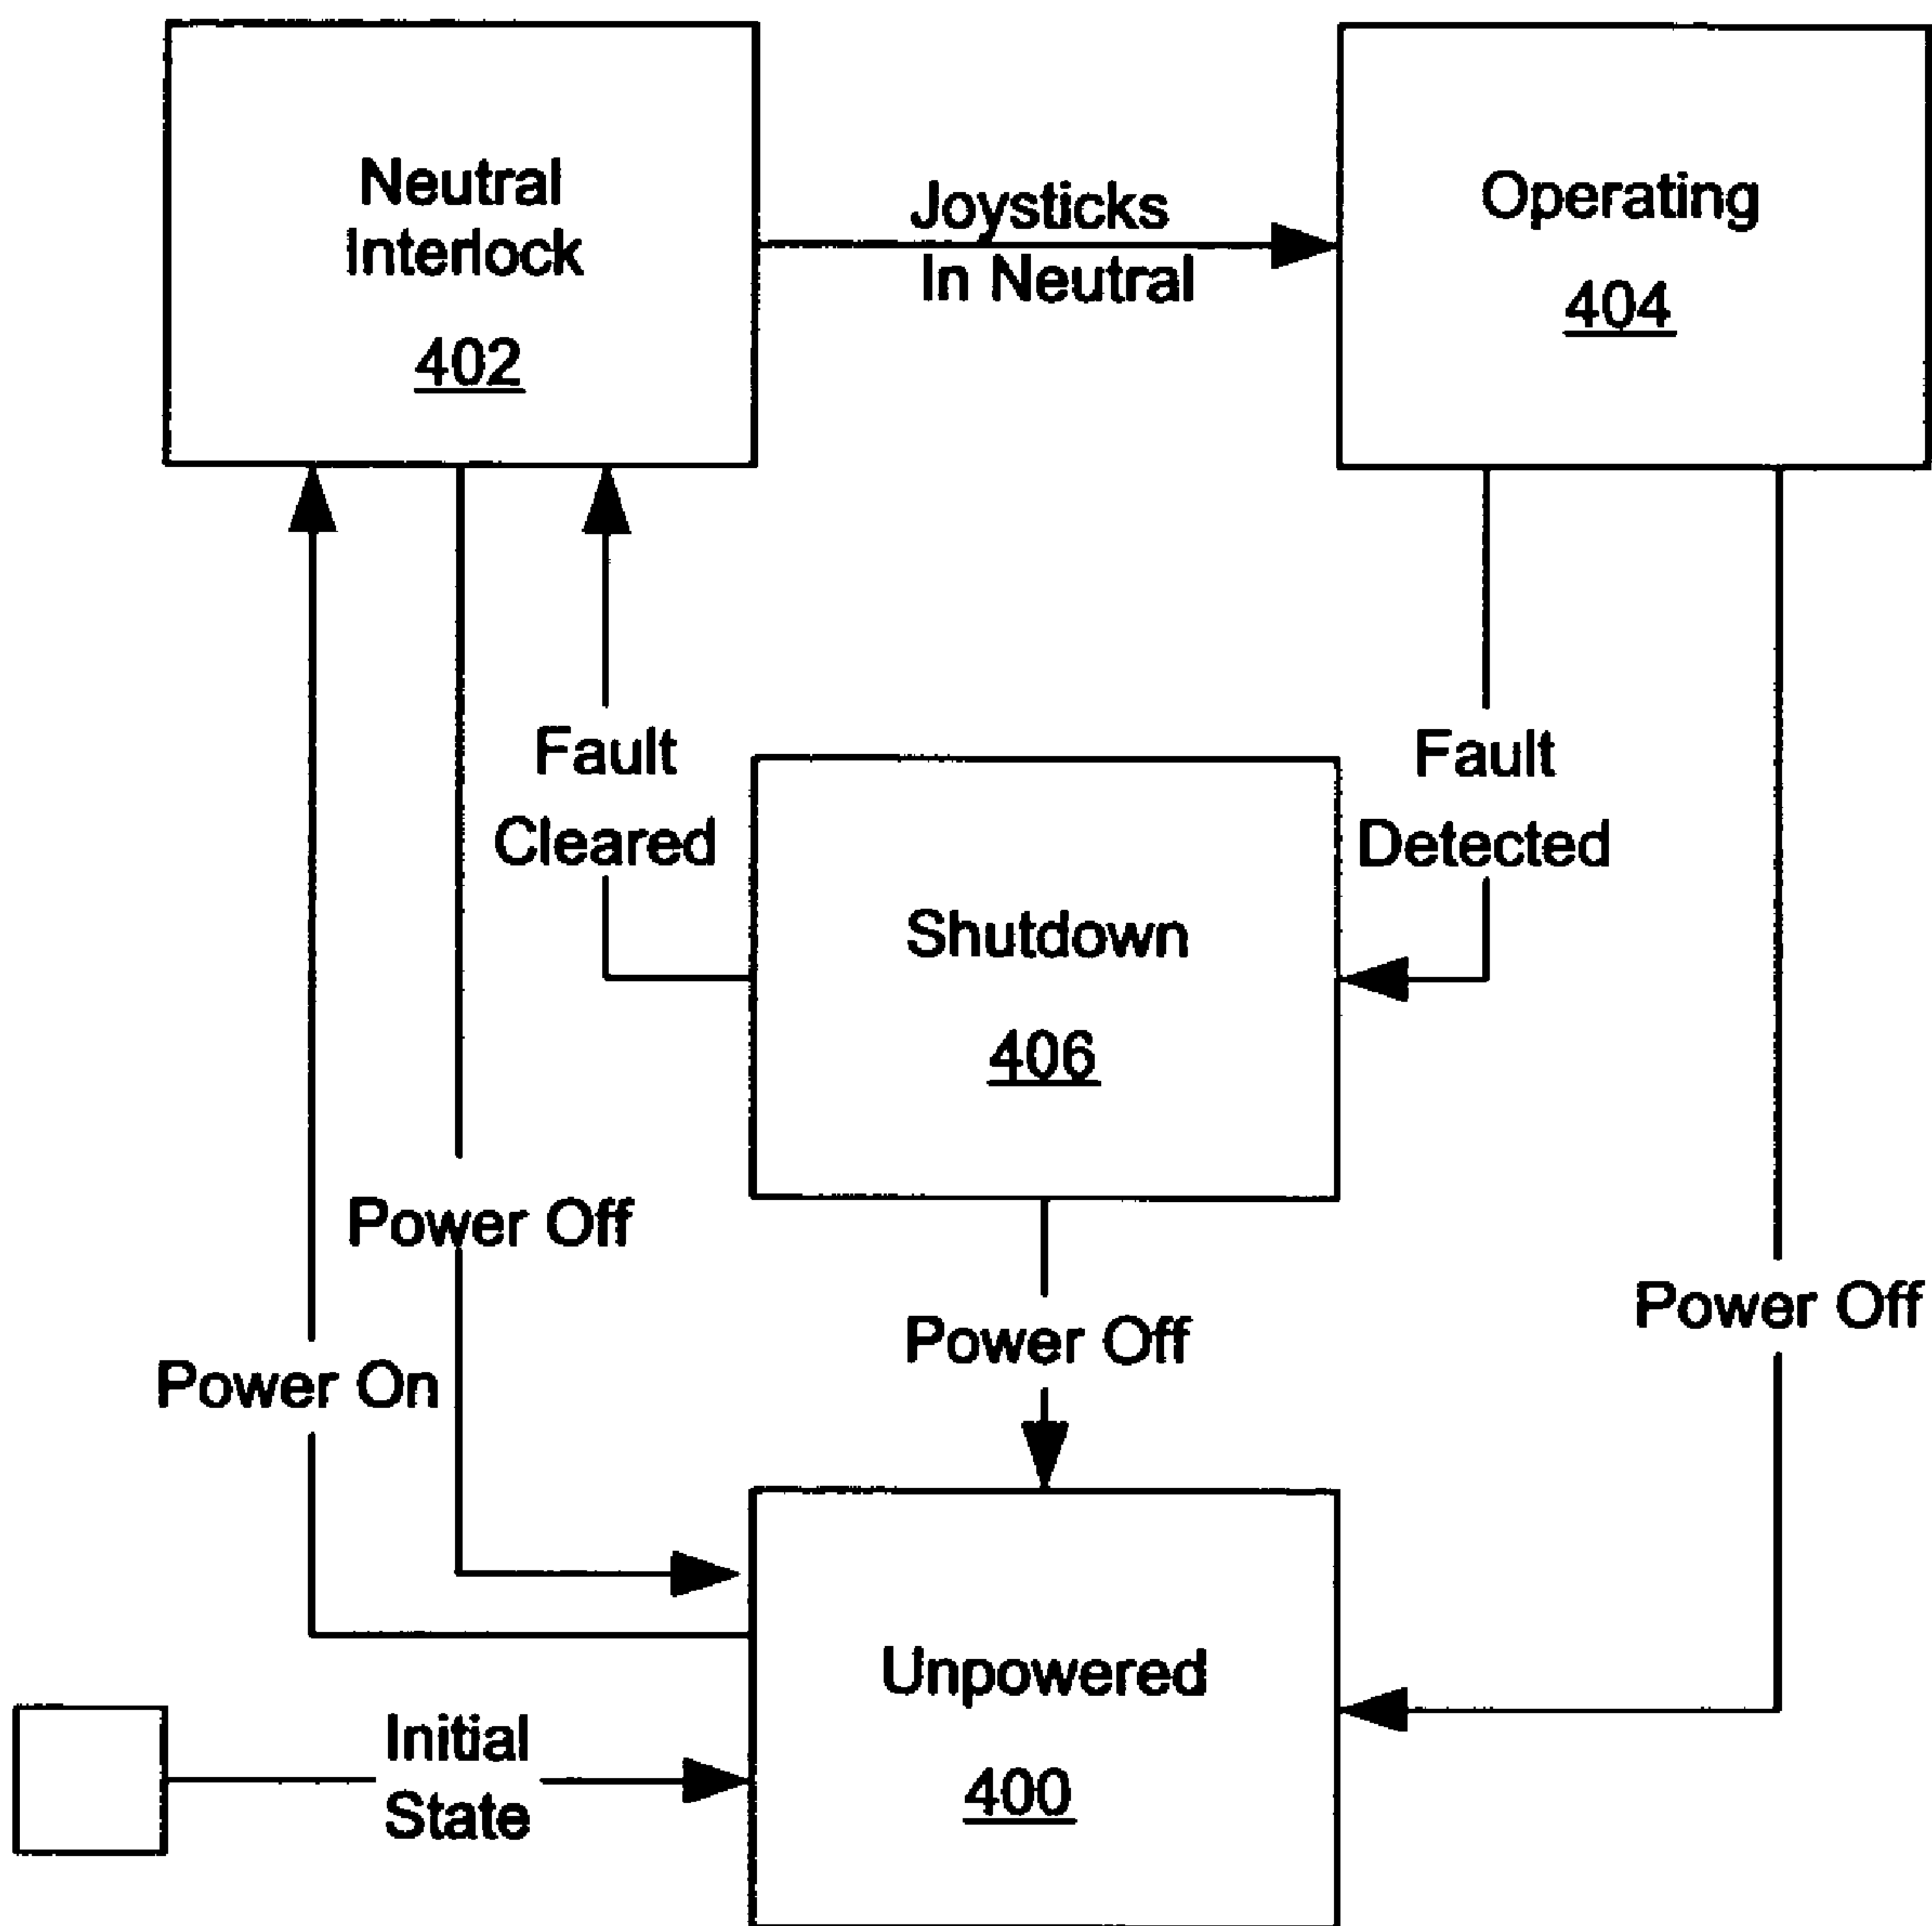 Neutral
Interlock
402
Joysticks
In Neutral
Operating
404
Fault
Cleared
Fault
Detected
Shutdown
406
Power Off
Power Off
Power Off
Power On
Unpowered
400
Initial
State